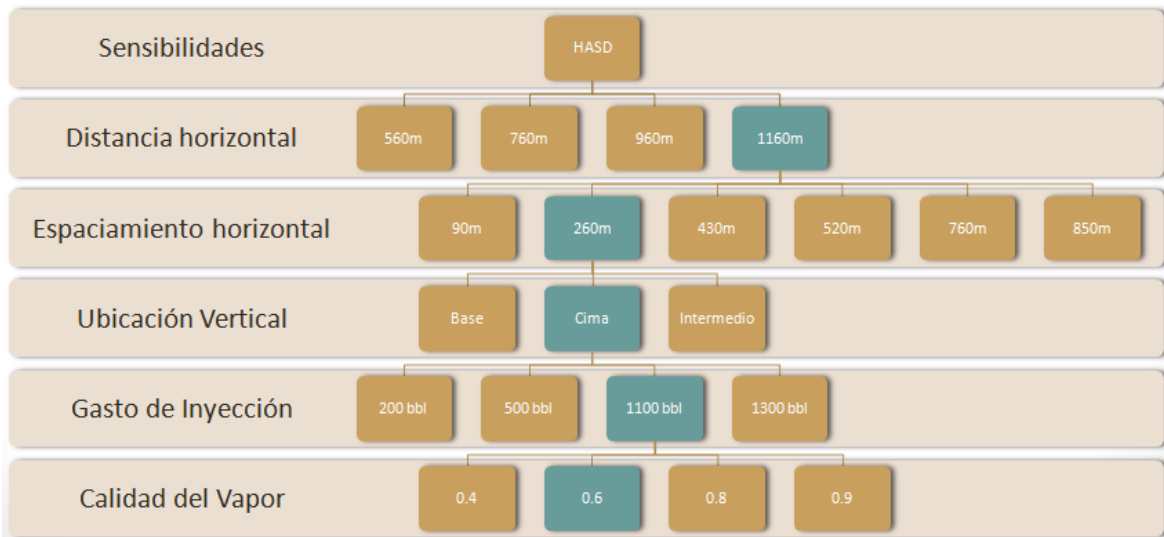 Sensibilidades
HASD
Distancia horizontal
560m
760m
960m
1160m
Espaciamiento horizontal
90m
260m
430m
520m
760m
850m
Ubicación Vertical
Base
Cima
Intermedio
Gasto de Inyección
200 bbl
500 bbl
1100 bbl
1300 bbl
Calidad del Vapor
0.4
0.6
0.8
0.9